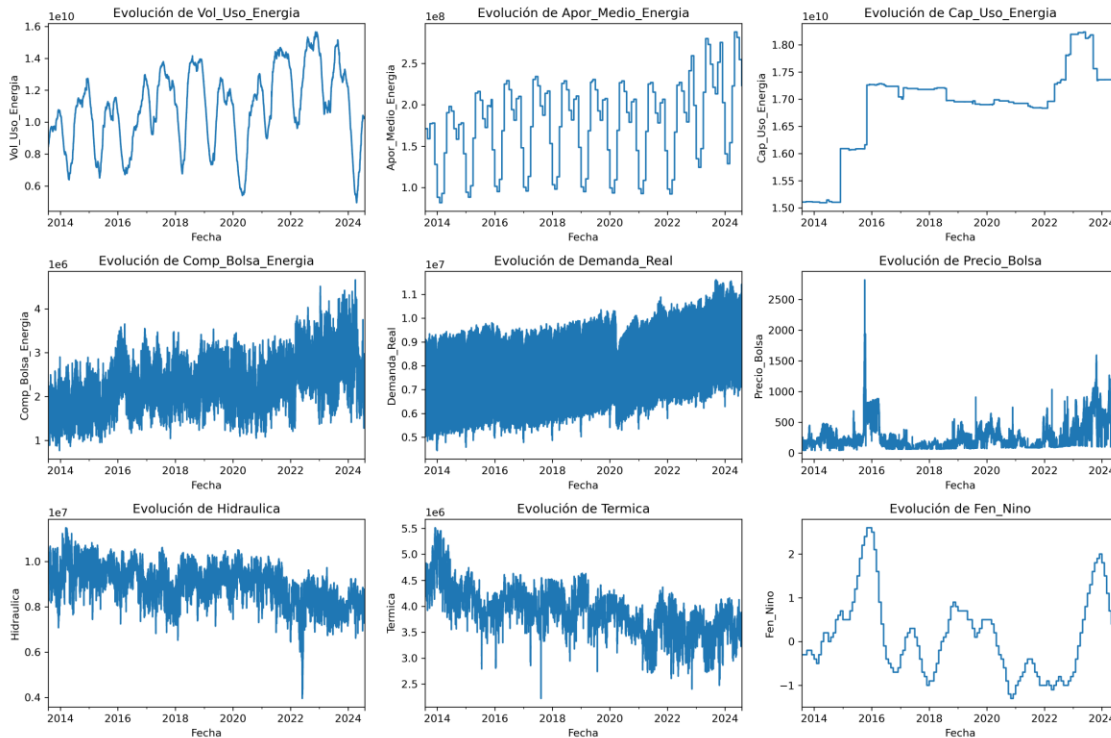 Evolución de Vol_Uso_Energia
1e10
1.6
1.4
1.2
1.0
0.8
0.6
Vol_Uso_Energia
2014 2016 2018 2020 2022 2024
Fecha
Evolución de Apor_Medio_Energia
1e8
2.5
2.0
1.5
1.0
Apor_Medio_Energia
2014 2016 2018 2020 2022 2024
Fecha
Evolución de Cap_Uso_Energia
1e10
1.80
1.75
1.70
1.65
1.60
1.55
1.50
Cap_Uso_Energia
2014 2016 2018 2020 2022 2024
Fecha
Evolución de Comp_Bolsa_Energia
1e6
4
3
2
1
Comp_Bolsa_Energia
2014 2016 2018 2020 2022 2024
Fecha
Evolución de Demanda_Real
1e7
1.1
1.0
0.9
0.8
0.7
0.6
0.5
Demanda_Real
2014 2016 2018 2020 2022 2024
Fecha
Evolución de Precio_Bolsa
2500
2000
1500
1000
500
0
Precio_Bolsa
2014 2016 2018 2020 2022 2024
Fecha
Evolución de Hidraulica
1e7
1.0
0.8
0.6
0.4
Hidraulica
2014 2016 2018 2020 2022 2024
Fecha
Evolución de Termica
1e6
5.5
5.0
4.5
4.0
3.5
3.0
2.5
Termica
2014 2016 2018 2020 2022 2024
Fecha
Evolución de Fen_Nino
2
1
0
−1
Fen_Nino
2014 2016 2018 2020 2022 2024
Fecha